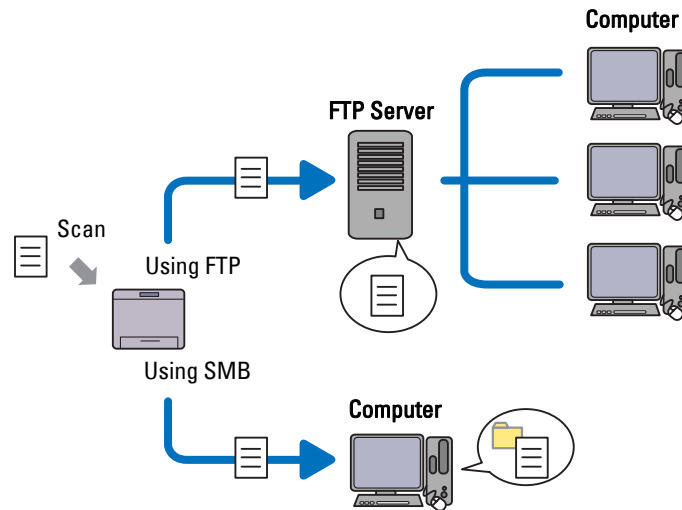 Computer
FTP Server
Scan
Using FTP
Using SMB
Computer